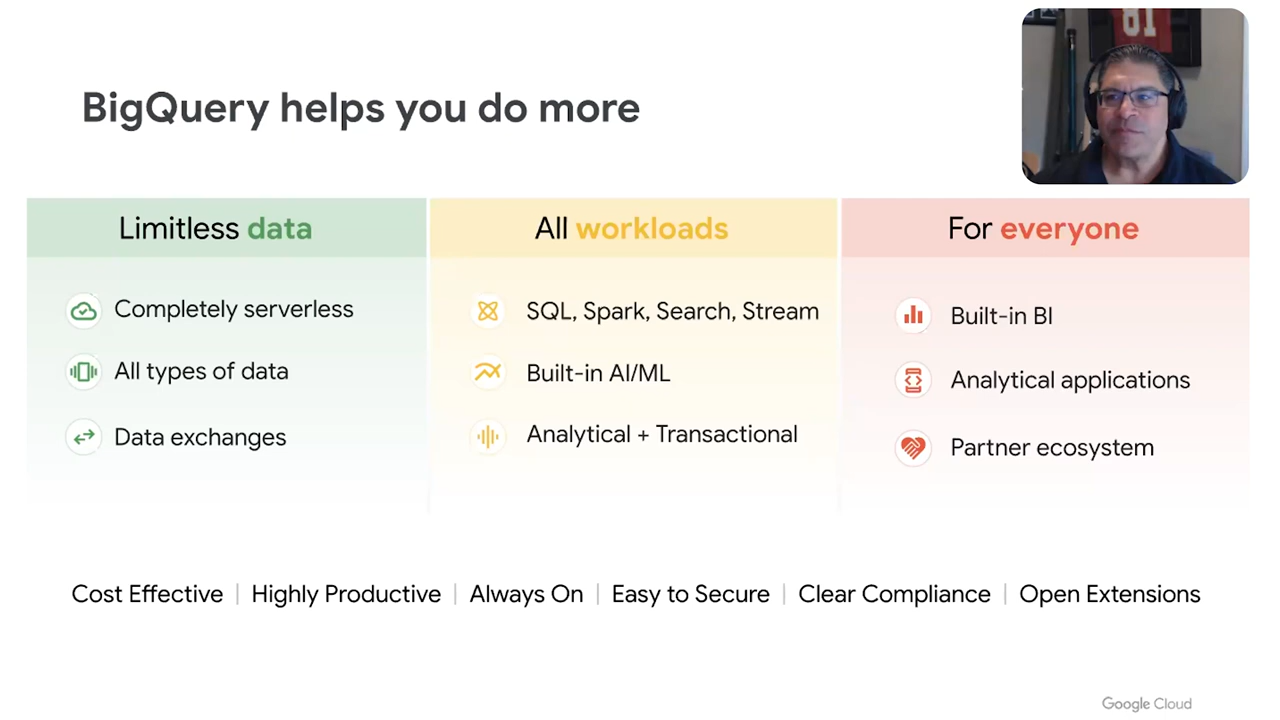 81
BigQuery helps you do more
Limitless data
Completely serverless
All types of data
Data exchanges
All workloads
SQL, Spark, Search, Stream
Built-in AI/ML
Analytical + Transactional
For everyone
Built-in BI
Analytical applications
Partner ecosystem
Cost Effective | Highly Productive | Always On | Easy to Secure | Clear Compliance | Open Extensions
Google Cloud